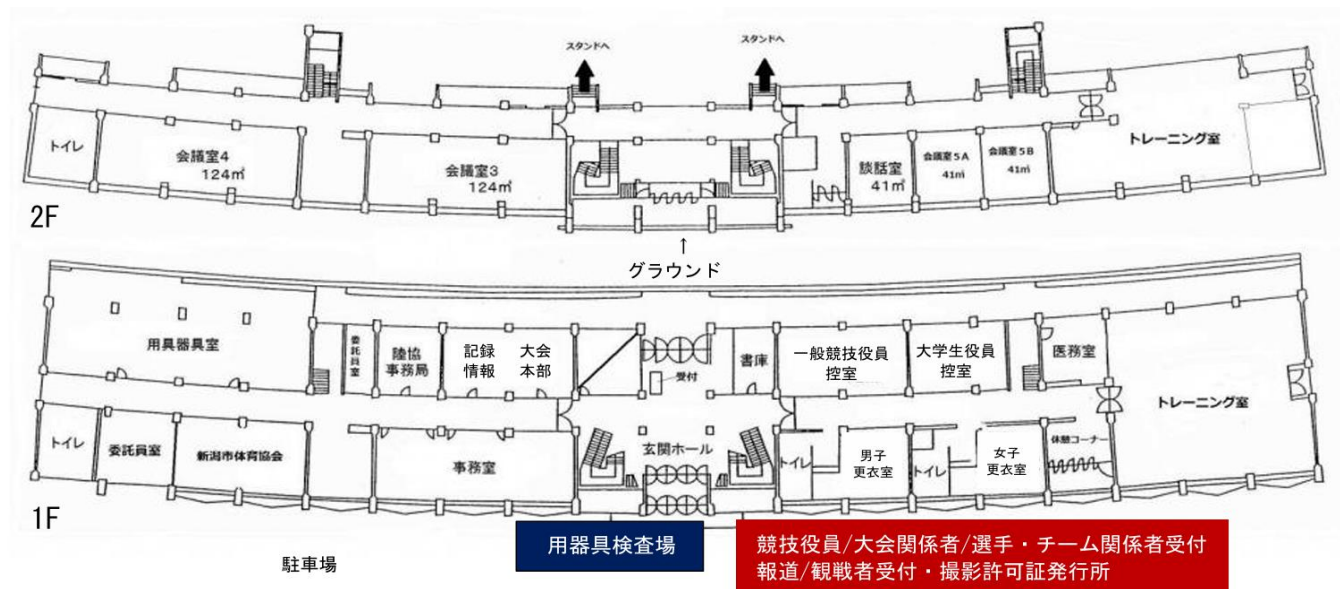 スタンドへ
スタンドへ
トイレ
会議室4
124㎡
会議室3
124㎡
談話室
41㎡
会議室5A
41㎡
会議室5B
41㎡
トレーニング室
2F
↑
グラウンド
用具器具室
委託員室
陸協
事務局
記録
情報
大会
本部
受付
書庫
一般競技役員
控室
大学生役員
控室
医務室
トレーニング室
トイレ
委託員室
新潟市体育協会
事務室
玄関ホール
トイレ
男子
更衣室
トイレ
女子
更衣室
休憩コーナー
1F
駐車場
用器具検査場
競技役員/大会関係者/選手・チーム関係者受付
報道/観戦者受付・撮影許可証発行所